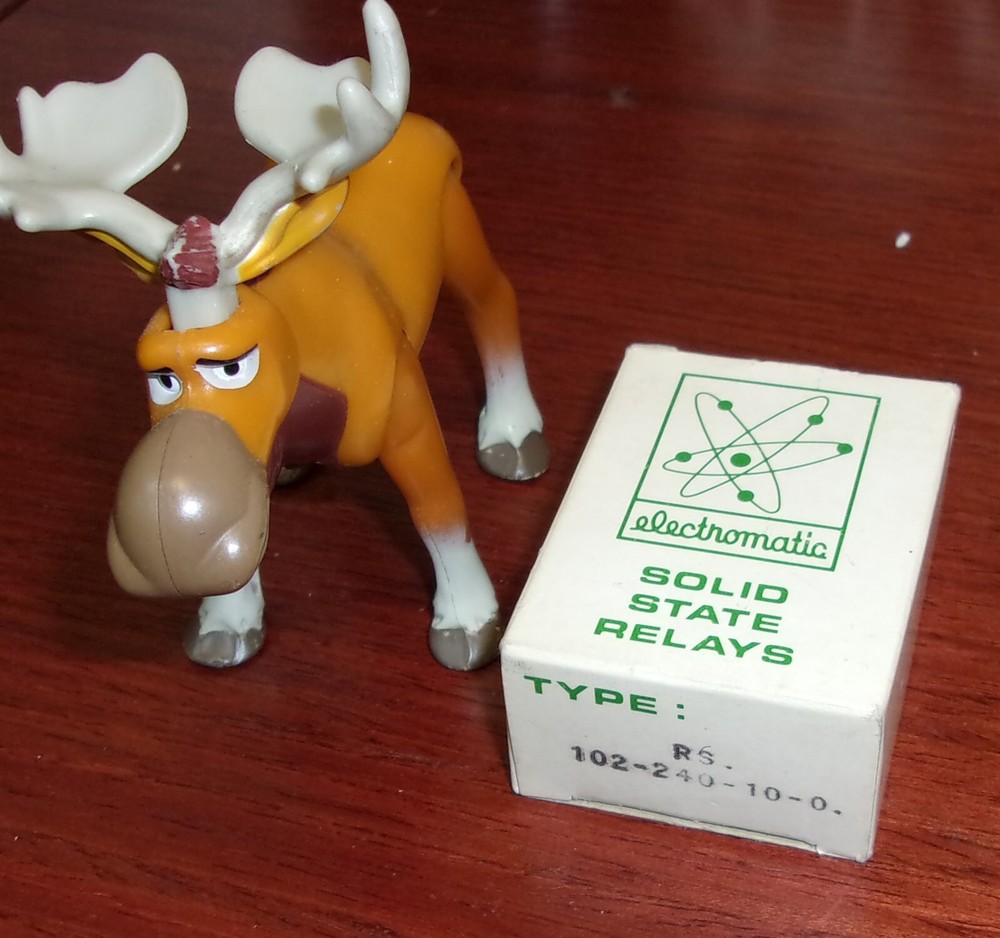 electromatic
SOLID
STATE
RELAYS
TYPE :
RS.
102-240-10-0.